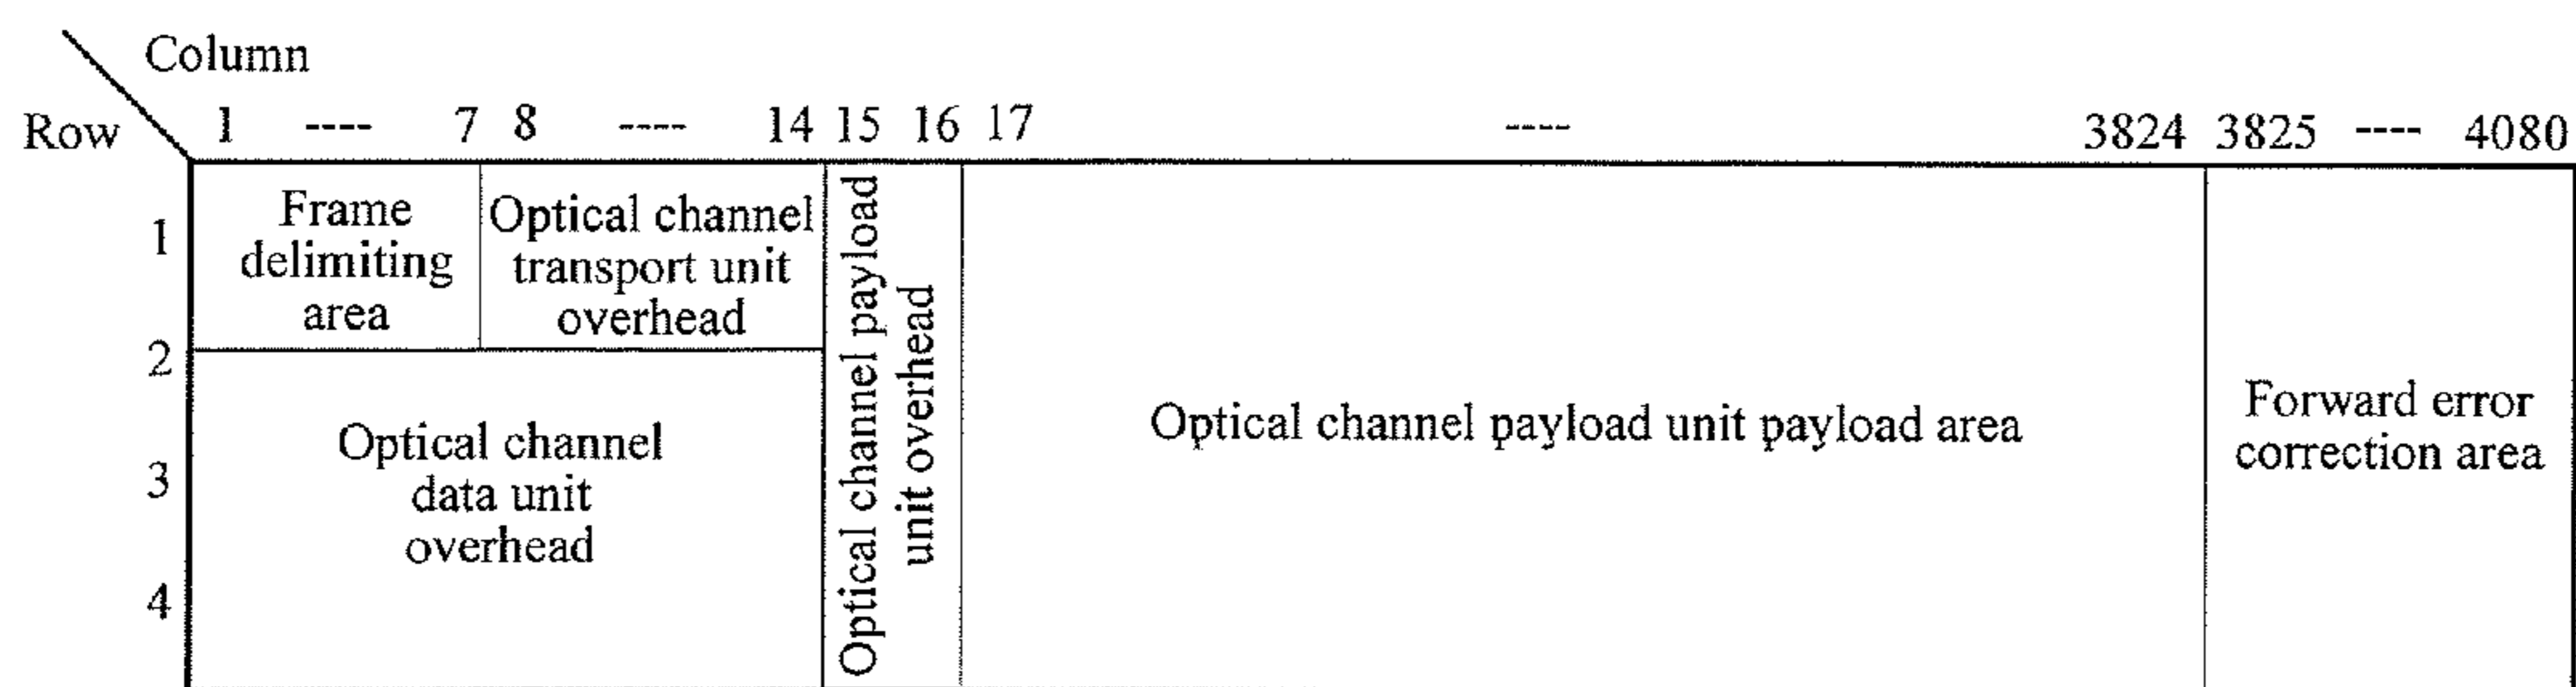 Column
Row 1 ---- 7 8 ---- 14 15 16 17 ---- 3824 3825 ---- 4080
1
2
3
4
Frame
delimiting
area
Optical channel
transport unit
overhead
Optical channel
data unit
overhead
Optical channel payload
unit overhead
Optical channel payload unit payload area
Forward error
correction area